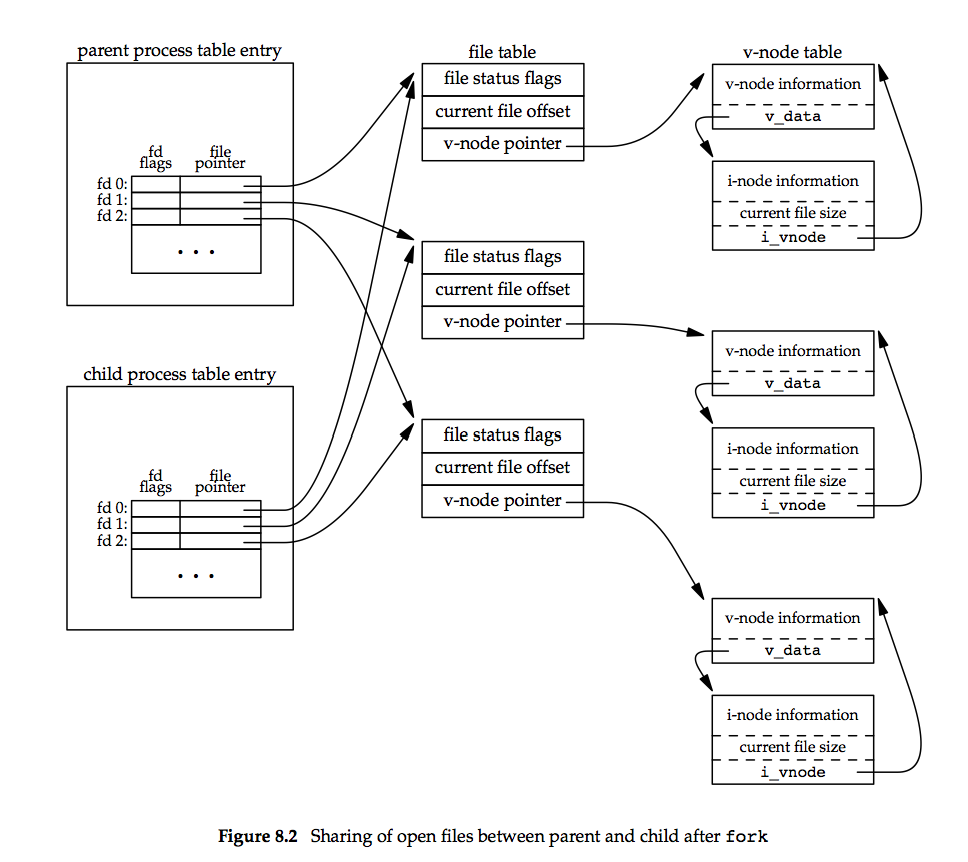 parent process table entry
fd
flags
file
pointer
fd 0:
fd 1:
fd 2:
. . .
child process table entry
fd
flags
file
pointer
fd 0:
fd 1:
fd 2:
. . .
file table
file status flags
current file offset
v-node pointer
file status flags
current file offset
v-node pointer
file status flags
current file offset
v-node pointer
v-node table
v-node information
v_data
i-node information
current file size
i_vnode
v-node information
v_data
i-node information
current file size
i_vnode
v-node information
v_data
i-node information
current file size
i_vnode
Figure 8.2 Sharing of open files between parent and child after fork